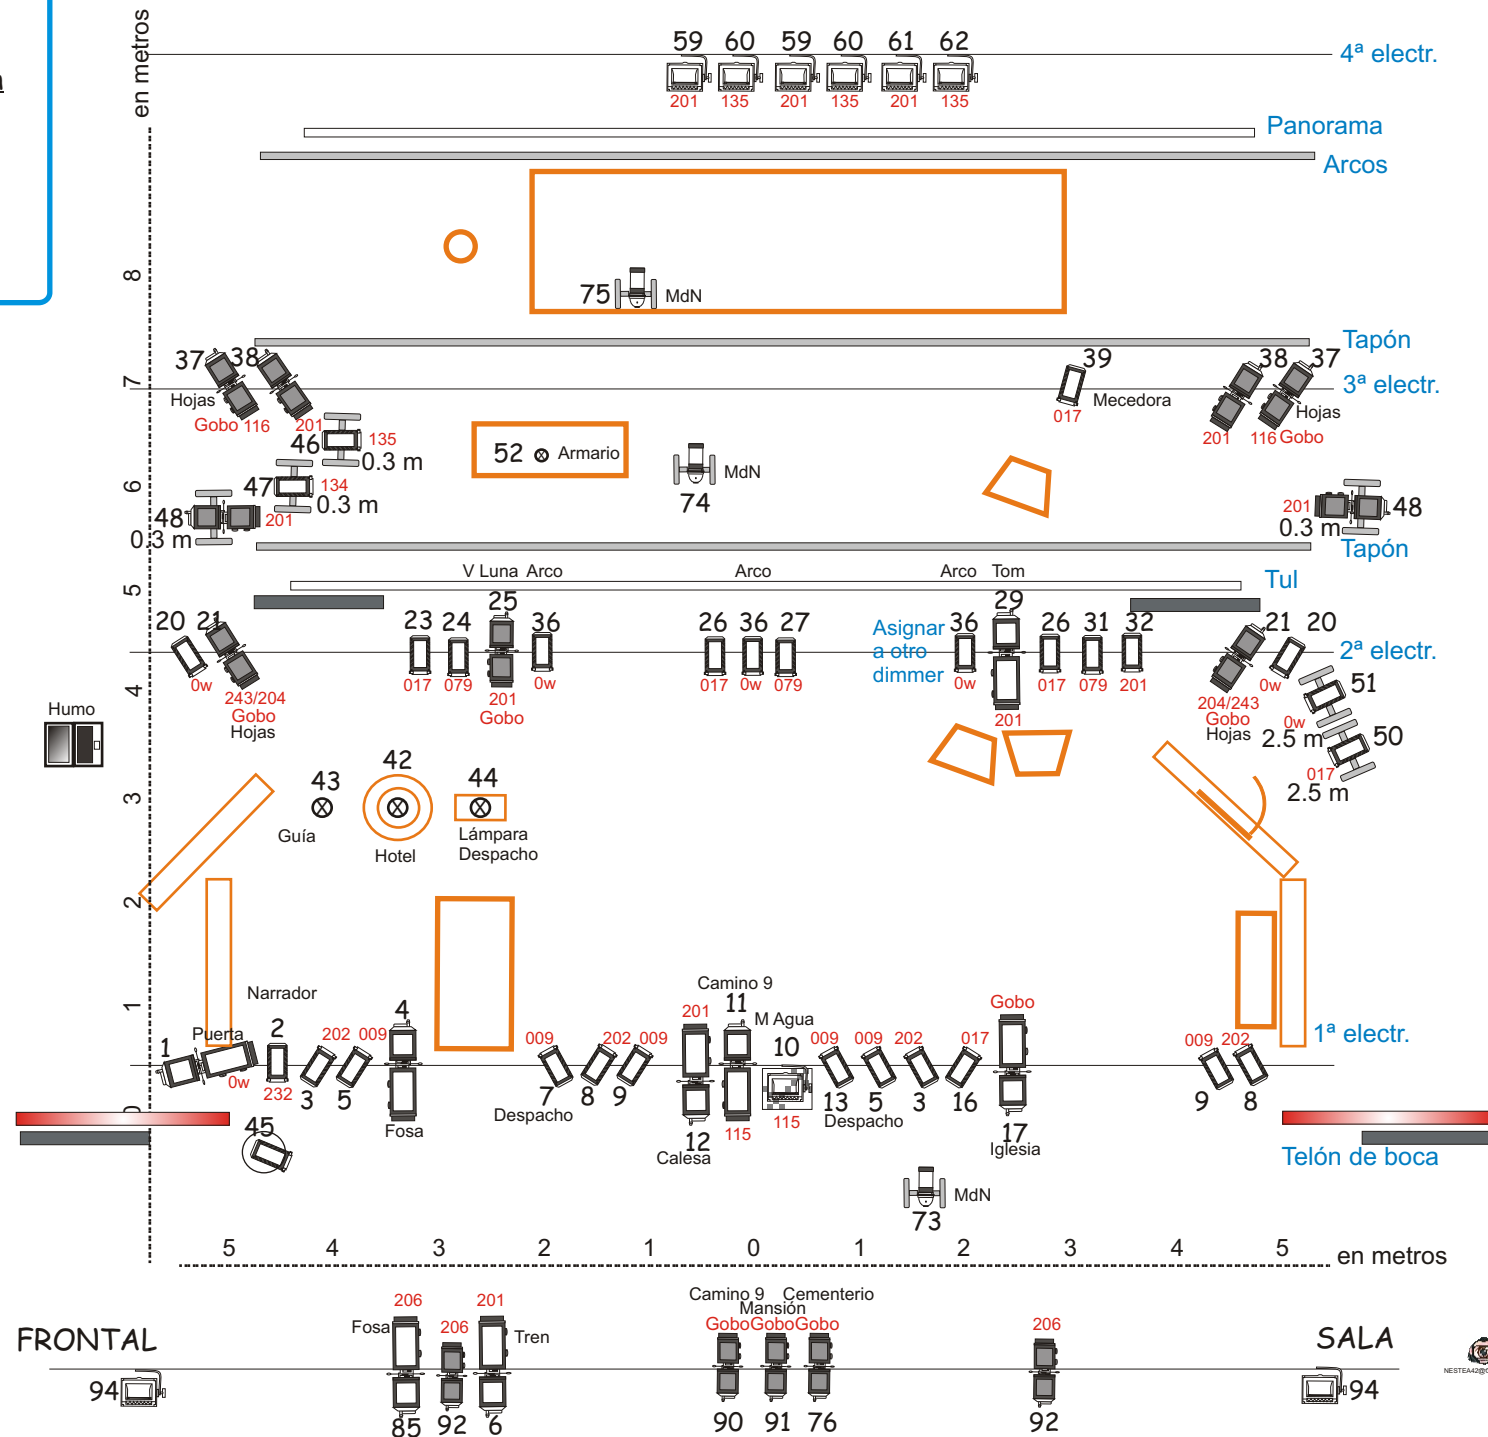 en metros
59 60 59 60 61 62
4ª electr.
201 135 201 135 201 135
Panorama
Arcos
8
75 MdN
Tapón
37 38 39 38 37
7
3ª electr.
Hojas
Mecedora
Hojas
Gobo 116 201
017
201 116 Gobo
46 135
0.3 m
52 Armario
MdN
74
6
47 134
0.3 m
48 201
0.3 m
201 48
0.3 m
Tapón
V Luna Arco Arco Arco Tom
5
Tul
20 21 23 24 25 36 26 36 27
Asignar
a otro
dimmer
36 29 26 31 32 21 20
2ª electr.
0w 017 079 201 0w 017 0w 079 0w 201 017 079 201 0w
4
243/204
Gobo
Hojas
Gobo
204/243
Gobo
Hojas
51
0w
2.5 m
50
017
2.5 m
Humo
3
43 42 44
Guía
Hotel
Lámpara
Despacho
2
Narrador
Camino 9
1
Puerta
1 2 202 009 4
009 202 009 201 11 M Agua
10
009 009 202 017 Gobo
009 202
1ª electr.
0w 232 3 5
7 8 9
13 5 3 16
9 8
0
Despacho
115 115
Despacho
45
Fosa
12
Calesa
17
Iglesia
Telón de boca
MdN
73
5 4 3 2 1 0 1 2 3 4 5
en metros
Camino 9 Cementerio
Mansión
206 201
Gobo Gobo Gobo
206
FRONTAL
Fosa 206 Tren
SALA
94
94
85 92 6
90 91 76
92